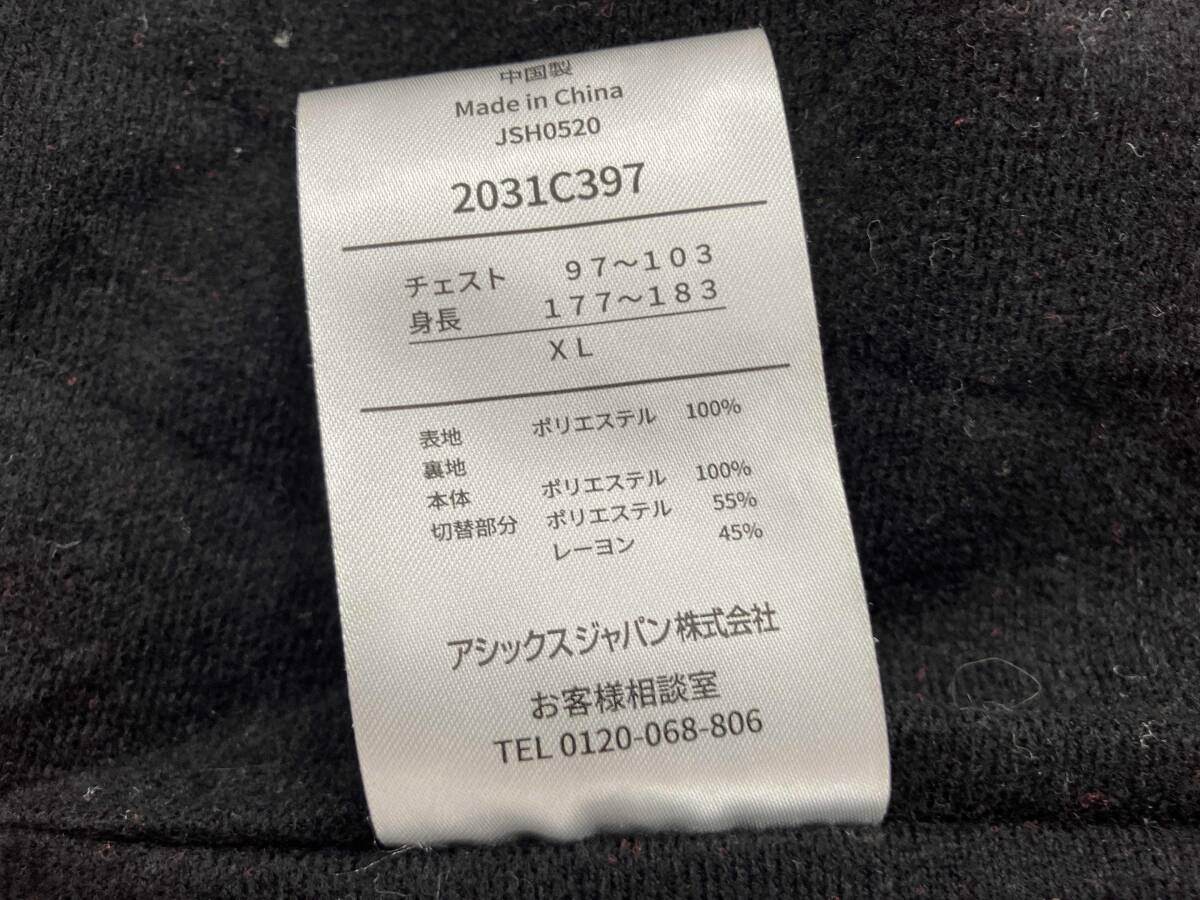 中国製
Made in China
JSH0520
2031C397
チェスト ９７～１０３
身長 １７７～１８３
ＸＬ
表地 ポリエステル 100%
裏地
本体 ポリエステル 100%
切替部分 ポリエステル 55%
レーヨン 45%
アシックスジャパン株式会社
お客様相談室
TEL 0120-068-806